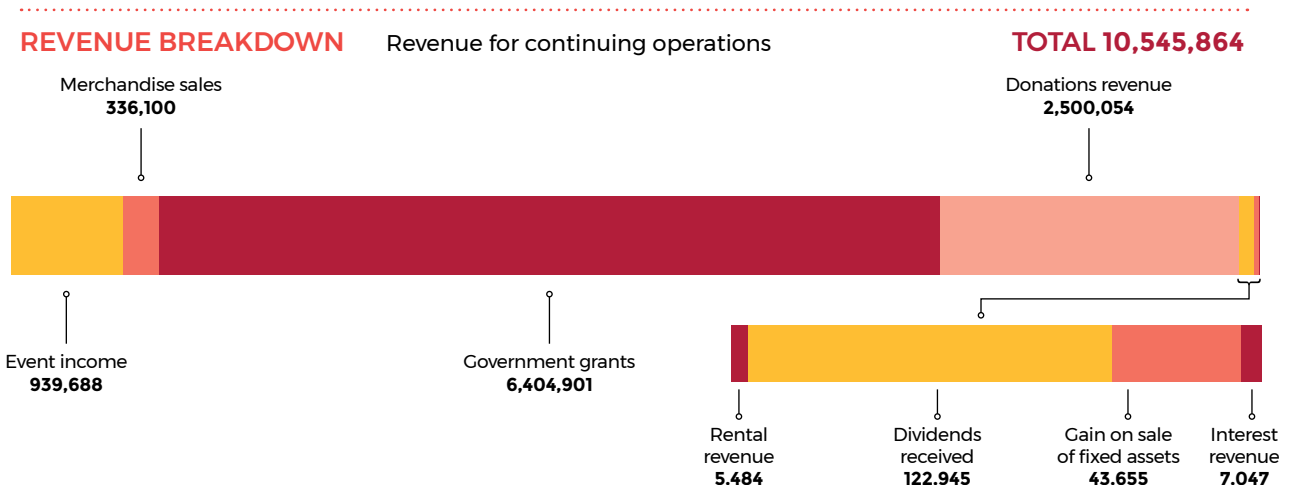 REVENUE BREAKDOWN Revenue for continuing operations TOTAL 10,545,864
Merchandise sales
336,100
Donations revenue
2,500,054
Event income
939,688
Government grants
6,404,901
Rental
revenue
5,484
Dividends
received
122,945
Gain on sale
of fixed assets
43,655
Interest
revenue
7,047